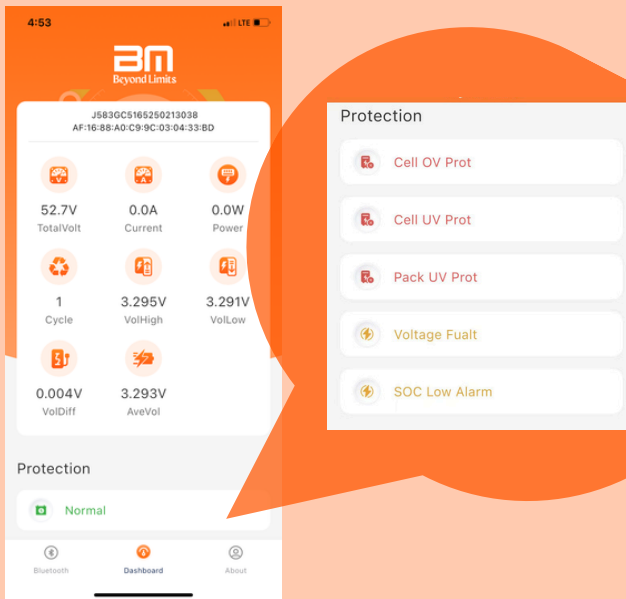 4:53
LTE
BM
Beyond Limits
J583GC5165250213038
AF:16:88:A0:C9:9C:03:04:33:BD
52.7V 0.0A 0.0W
TotalVolt Current Power
1 3.295V 3.291V
Cycle VolHigh VolLow
0.004V 3.293V
VolDiff AveVol
Protection
Normal
Bluetooth Dashboard About
Protection
Cell OV Prot
Cell UV Prot
Pack UV Prot
Voltage Fualt
SOC Low Alarm